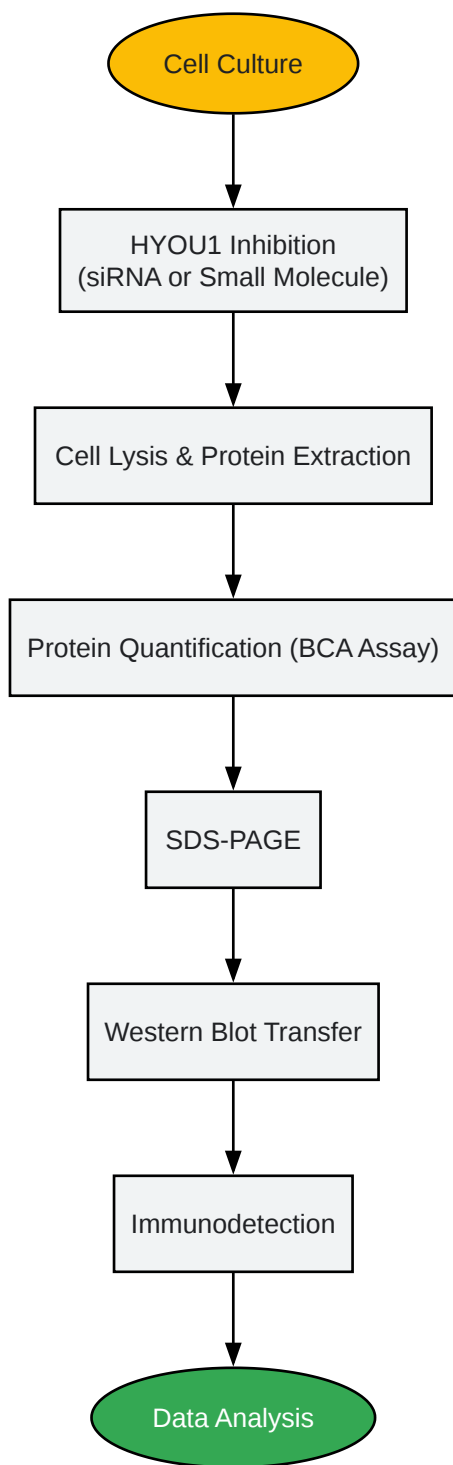 Cell Culture
HYOU1 Inhibition
(siRNA or Small Molecule)
Cell Lysis & Protein Extraction
Protein Quantification (BCA Assay)
SDS-PAGE
Western Blot Transfer
Immunodetection
Data Analysis